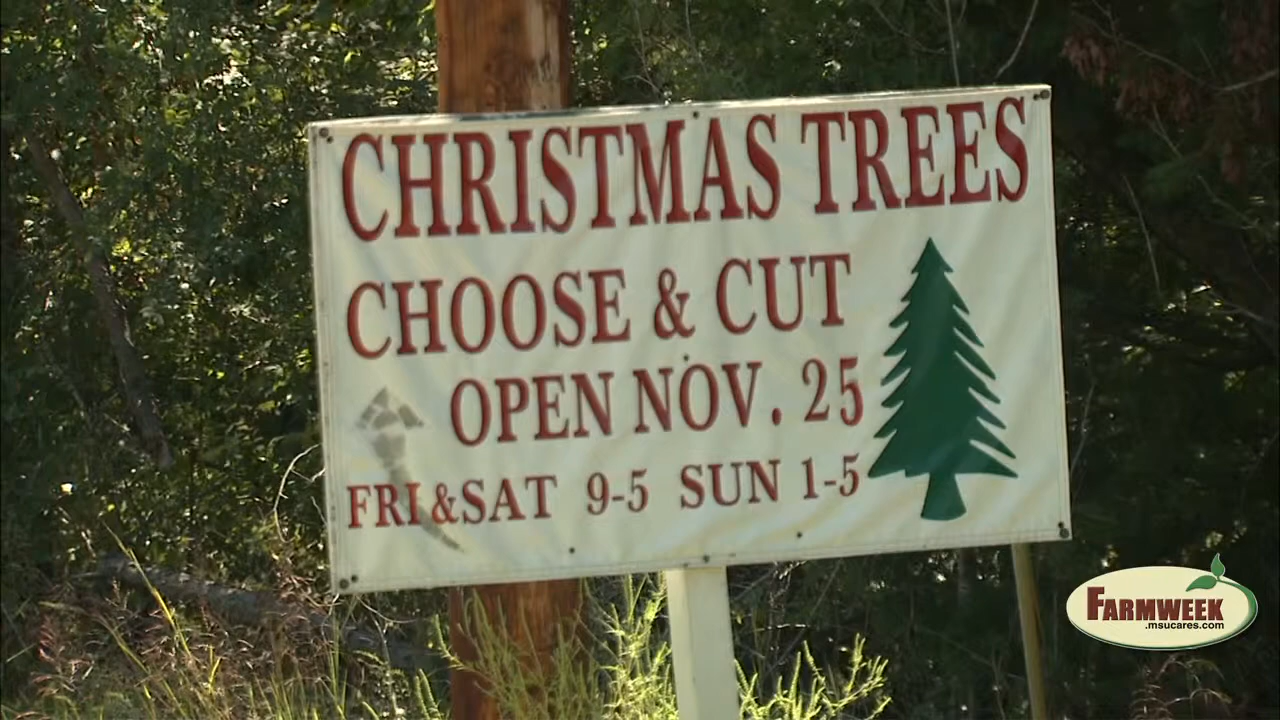 CHRISTMAS TREES
CHOOSE & CUT
OPEN NOV. 25
FRI & SAT 9-5 SUN 1-5
FARMWEEK
.msucares.com